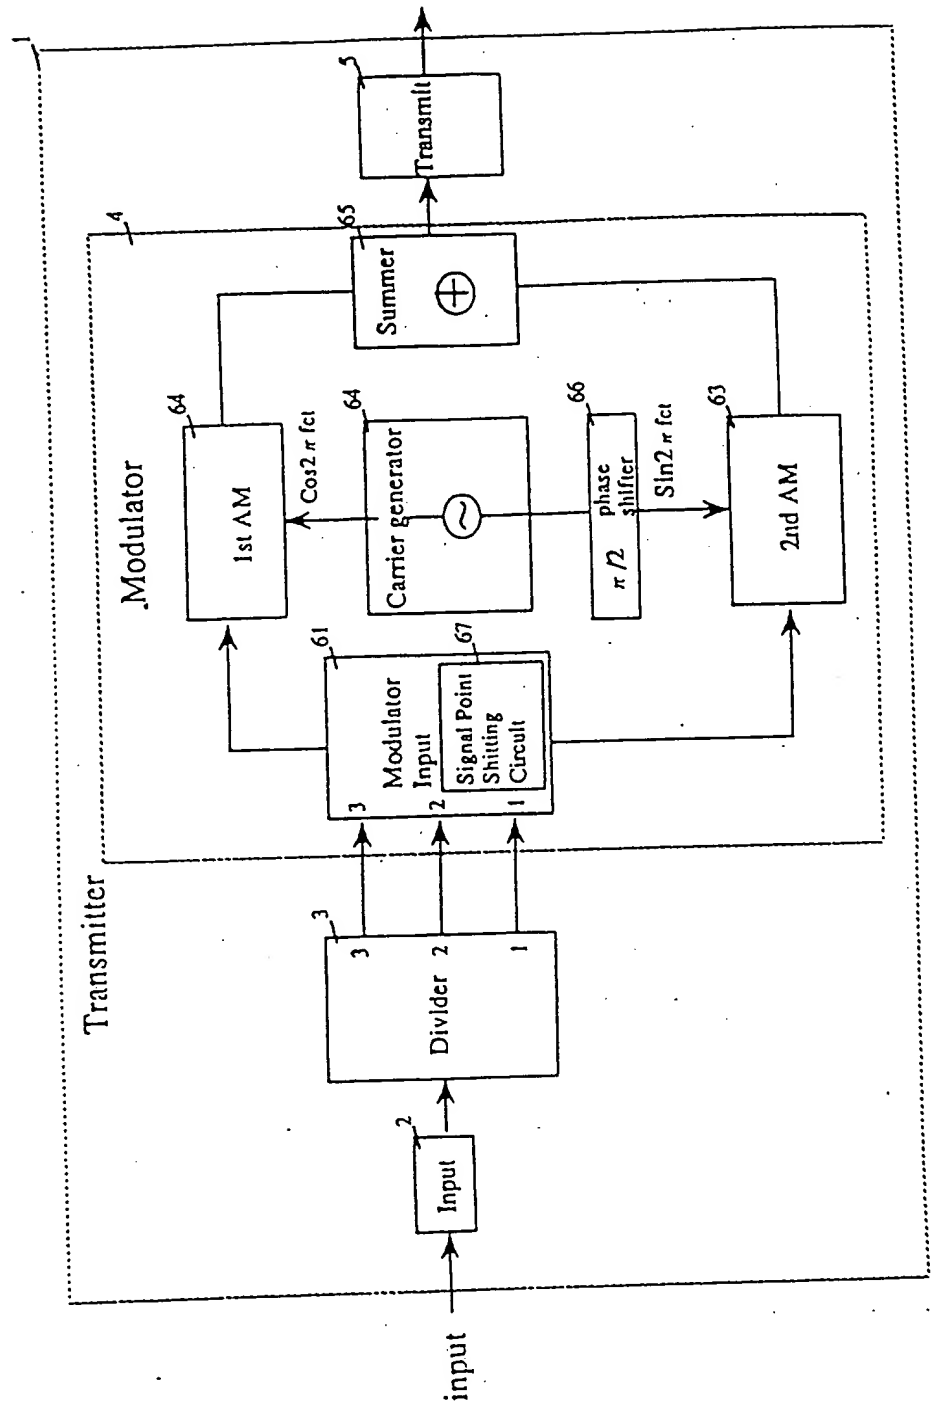 1
Transmitter
4
Modulator
input
2
Input
3
Divider
3
2
1
3
2
1
61
Modulator
Input
67
Signal Point
Shitting
Circuit
64
1st AM
Cos2 π fct
64
Carrier generator
∼
66
π/2
phase
shifter
Sin2 π fct
63
2nd AM
65
Summer
+
5
Transmit